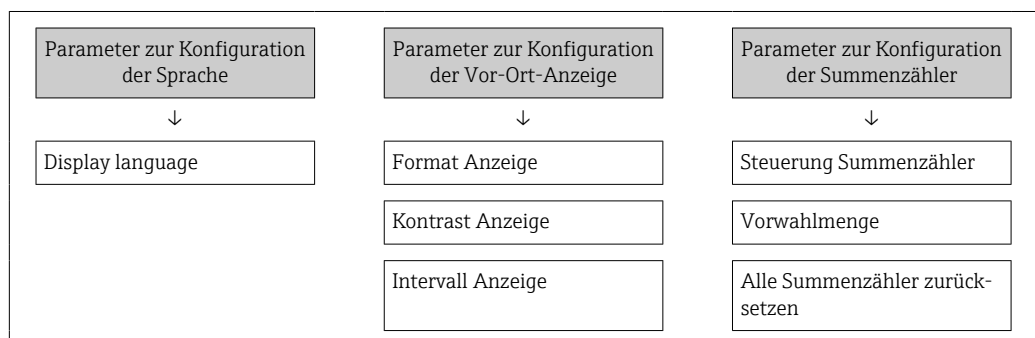 Parameter zur Konfiguration
der Sprache
↓
Display language
Parameter zur Konfiguration
der Vor-Ort-Anzeige
↓
Format Anzeige
Kontrast Anzeige
Intervall Anzeige
Parameter zur Konfiguration
der Summenzähler
↓
Steuerung Summenzähler
Vorwahlmenge
Alle Summenzähler zurück-
setzen